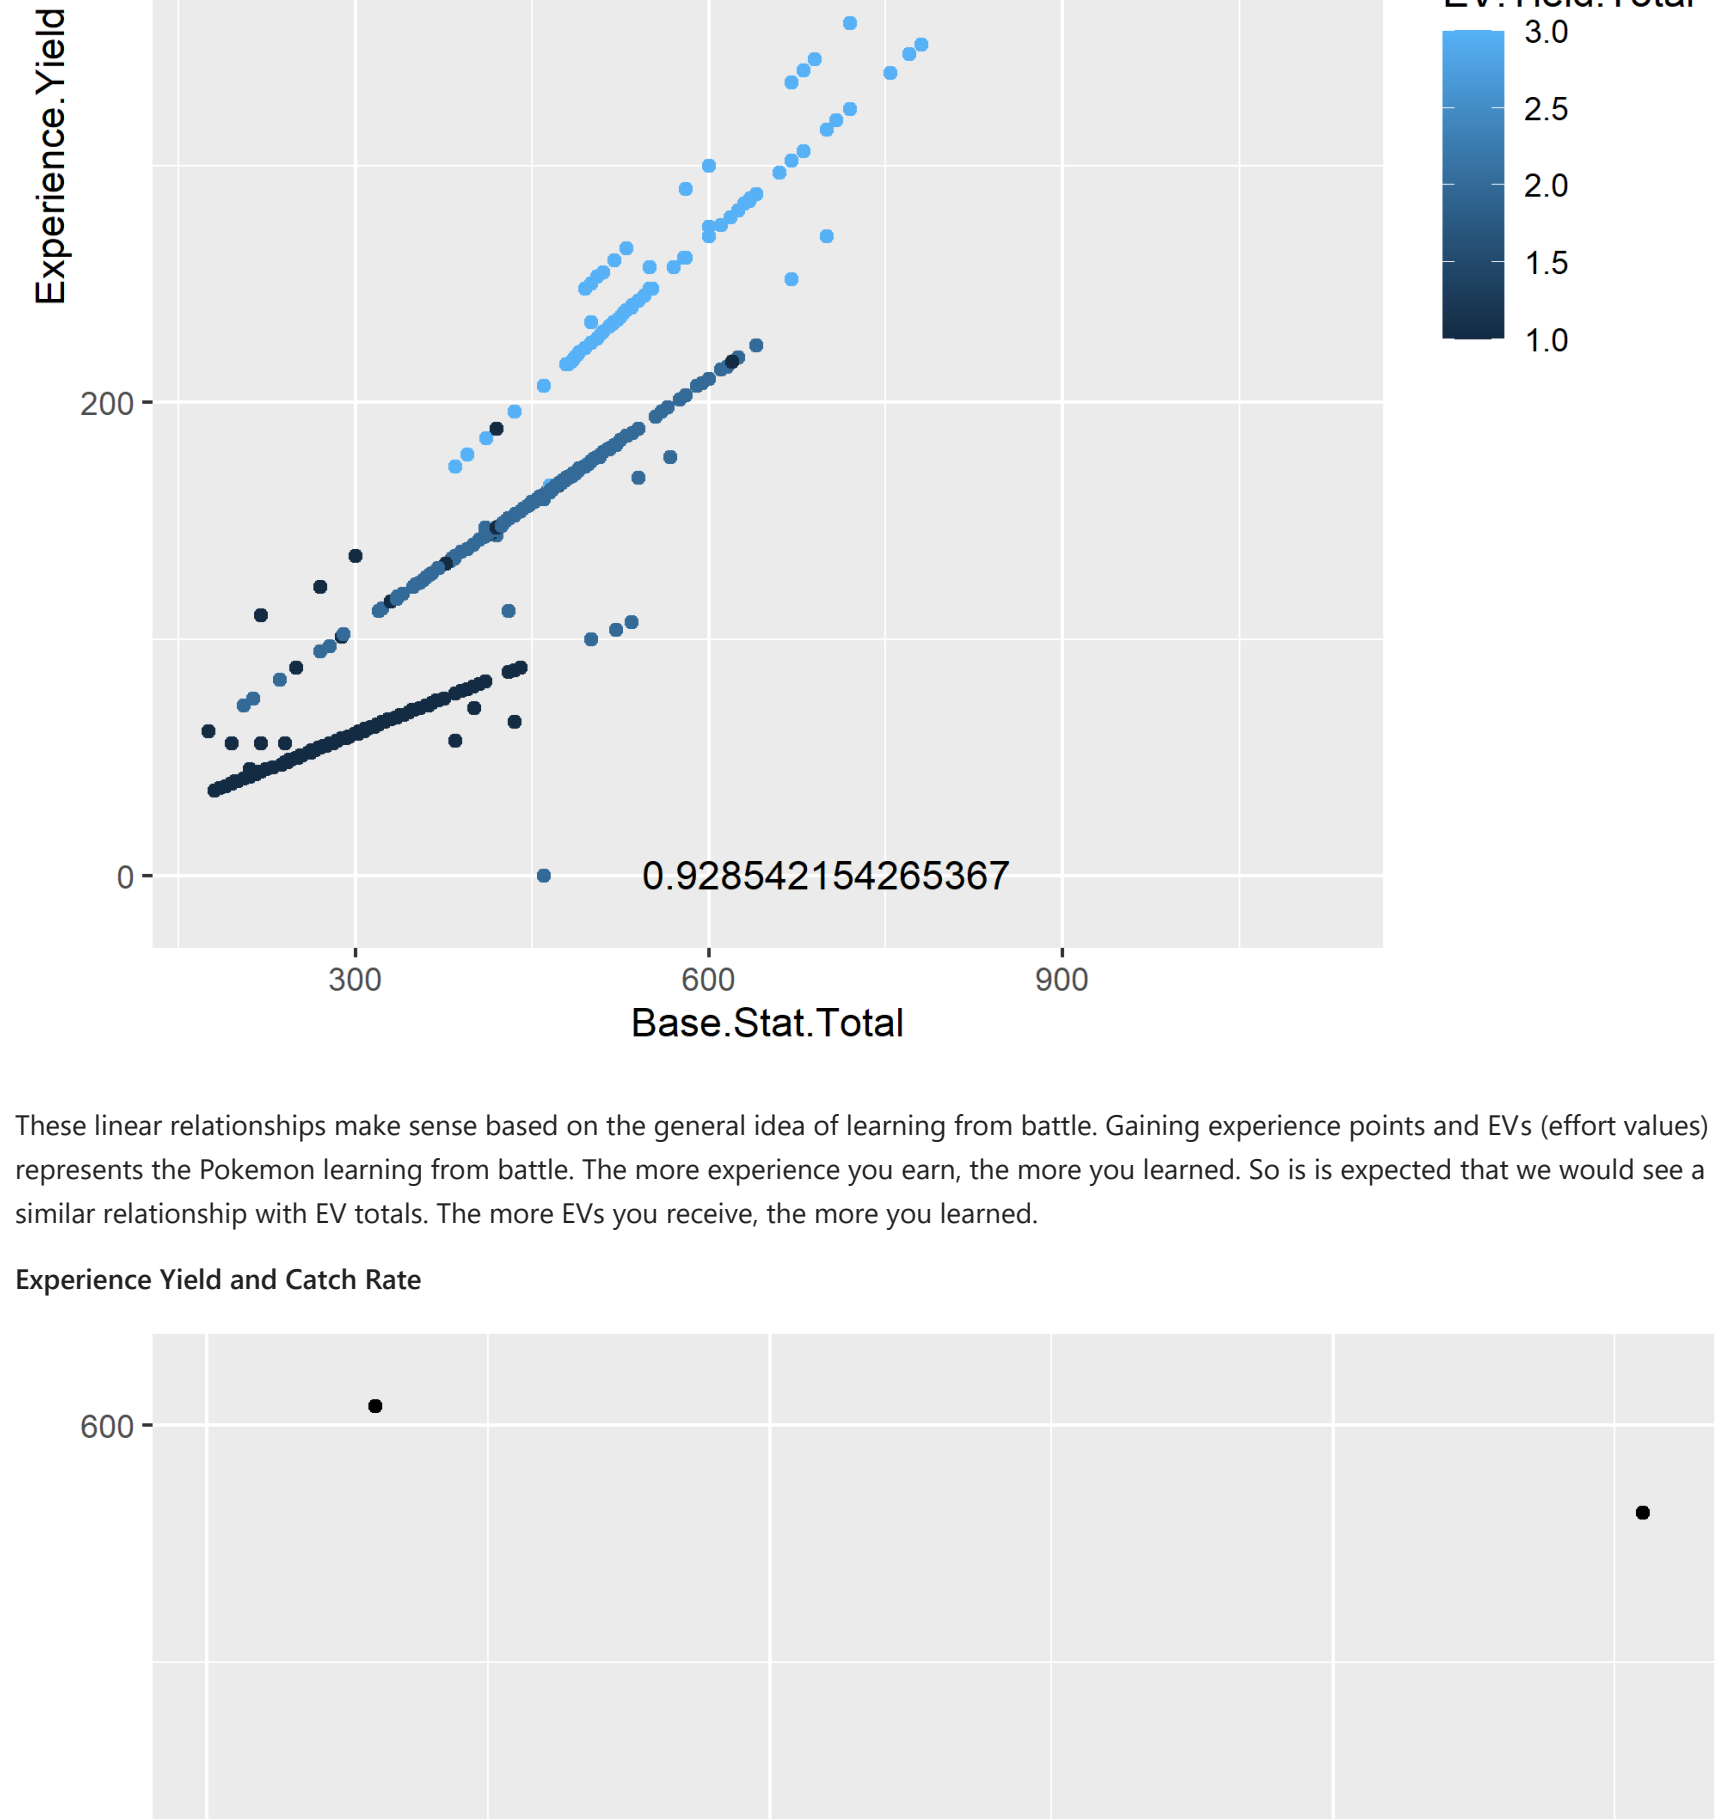 EV.Yield.Total
3.0
2.5
2.0
1.5
1.0
Experience.Yield
200
0
0.928542154265367
300 600 900
Base.Stat.Total
These linear relationships make sense based on the general idea of learning from battle. Gaining experience points and EVs (effort values)
represents the Pokemon learning from battle. The more experience you earn, the more you learned. So is is expected that we would see a
similar relationship with EV totals. The more EVs you receive, the more you learned.
Experience Yield and Catch Rate
600